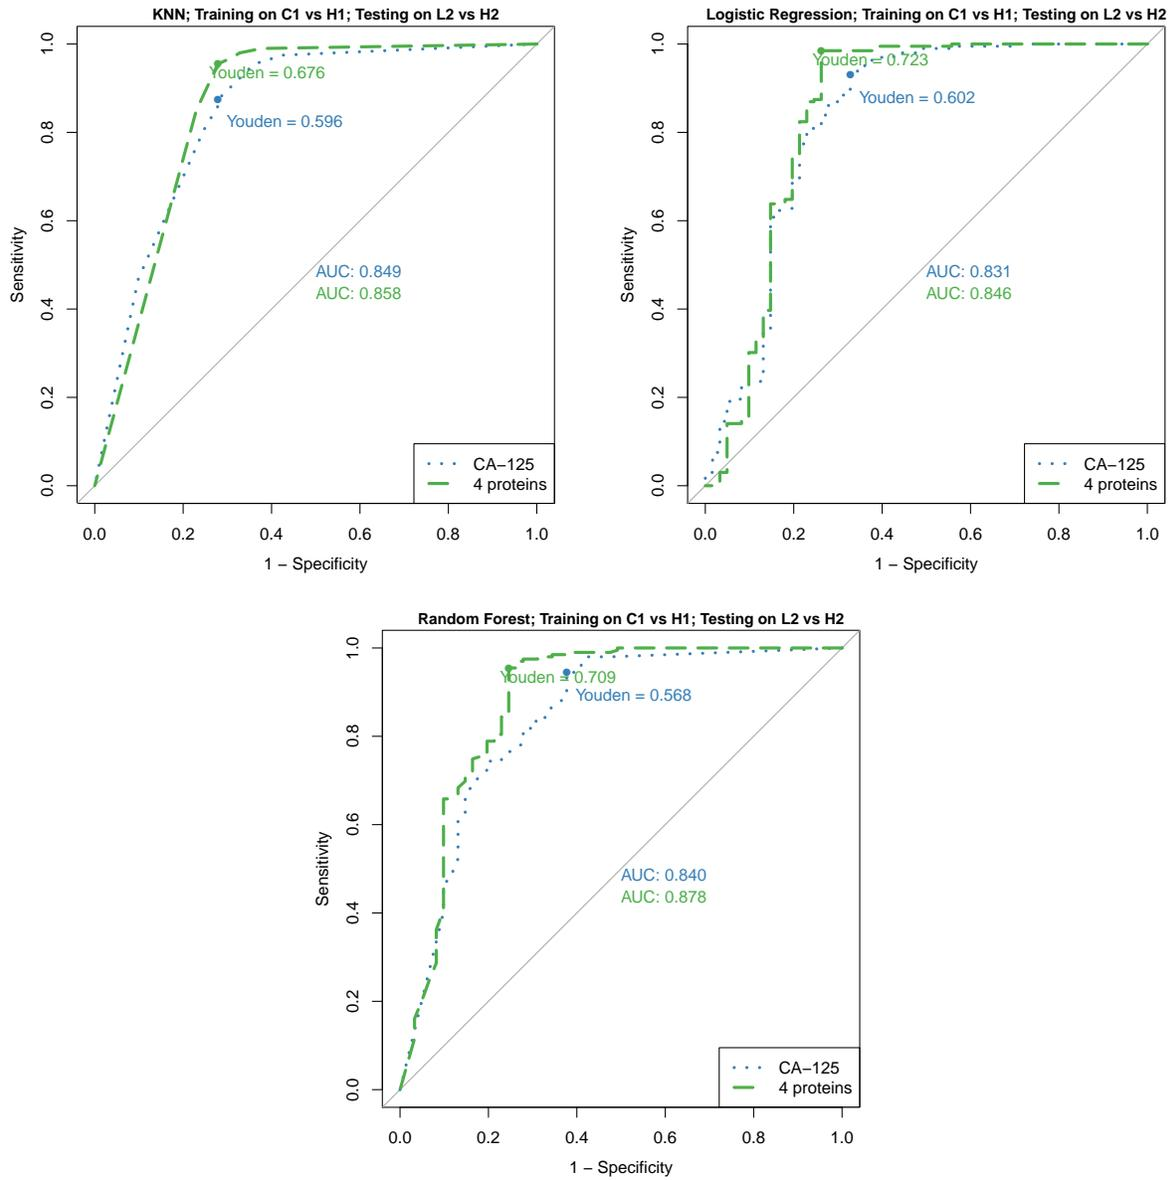 KNN; Training on C1 vs H1; Testing on L2 vs H2
1.0
0.8
0.6
0.4
0.2
0.0
Sensitivity
Youden = 0.676
Youden = 0.596
AUC: 0.849
AUC: 0.858
CA−125
4 proteins
0.0 0.2 0.4 0.6 0.8 1.0
1 − Specificity
Logistic Regression; Training on C1 vs H1; Testing on L2 vs H2
1.0
0.8
0.6
0.4
0.2
0.0
Sensitivity
Youden = 0.723
Youden = 0.602
AUC: 0.831
AUC: 0.846
CA−125
4 proteins
0.0 0.2 0.4 0.6 0.8 1.0
1 − Specificity
Random Forest; Training on C1 vs H1; Testing on L2 vs H2
1.0
0.8
0.6
0.4
0.2
0.0
Sensitivity
Youden = 0.709
Youden = 0.568
AUC: 0.840
AUC: 0.878
CA−125
4 proteins
0.0 0.2 0.4 0.6 0.8 1.0
1 − Specificity